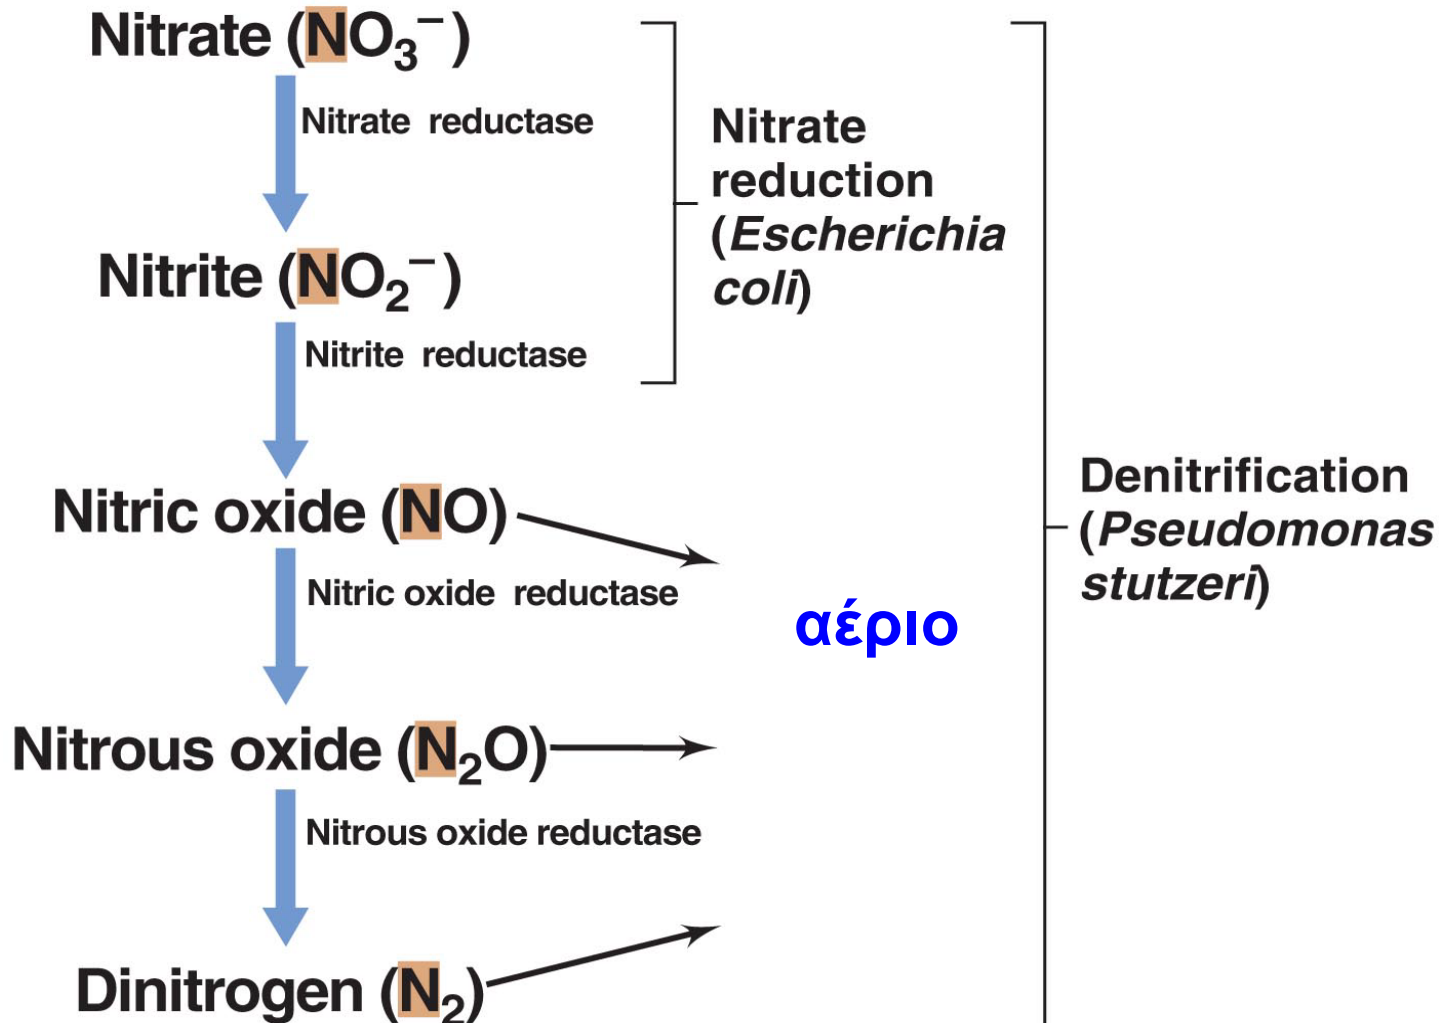 Nitrate (NO₃⁻)
Nitrate reductase
Nitrite (NO₂⁻)
Nitrite reductase
Nitric oxide (NO)
Nitric oxide reductase
Nitrous oxide (N₂O)
Nitrous oxide reductase
Dinitrogen (N₂)
Nitrate
reduction
(Escherichia
coli)
αέριο
Denitrification
(Pseudomonas
stutzeri)